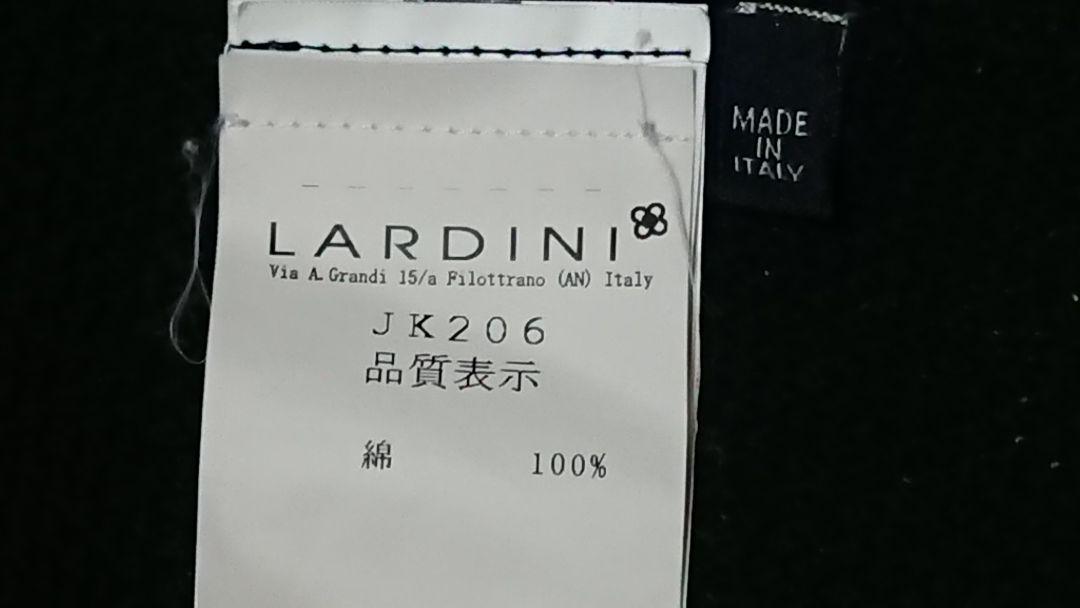 LARDINI
Via A.Grandi 15/a Filottrano (AN) Italy
JK206
品質表示
綿 100%
MADE
IN
ITALY